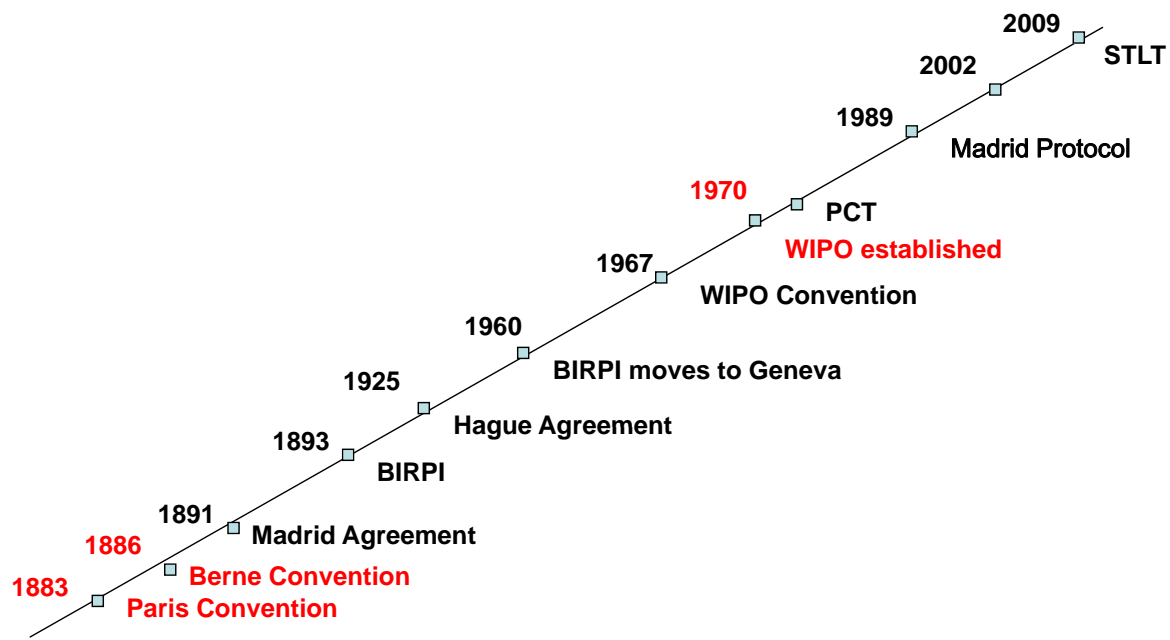 2009
STLT
2002
1989
Madrid Protocol
1970
PCT
WIPO established
1967
WIPO Convention
1960
BIRPI moves to Geneva
1925
Hague Agreement
1893
BIRPI
1891
Madrid Agreement
1886
Berne Convention
1883
Paris Convention